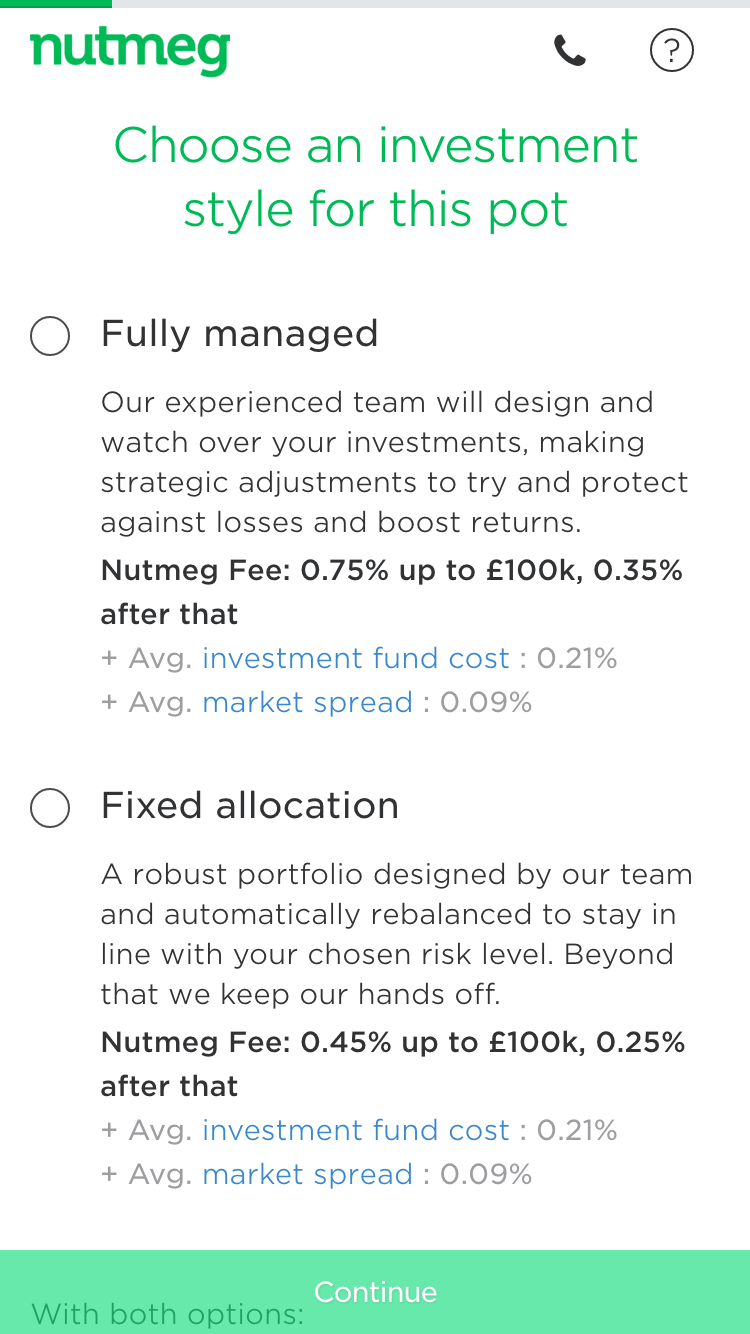 nutmeg
?
Choose an investment
style for this pot
Fully managed
Our experienced team will design and
watch over your investments, making
strategic adjustments to try and protect
against losses and boost returns.
Nutmeg Fee: 0.75% up to £100k, 0.35%
after that
+ Avg. investment fund cost : 0.21%
+ Avg. market spread : 0.09%
Fixed allocation
A robust portfolio designed by our team
and automatically rebalanced to stay in
line with your chosen risk level. Beyond
that we keep our hands off.
Nutmeg Fee: 0.45% up to £100k, 0.25%
after that
+ Avg. investment fund cost : 0.21%
+ Avg. market spread : 0.09%
Continue
With both options: